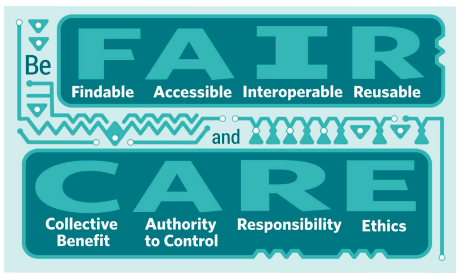 Be
FAIR
Findable Accessible Interoperable Reusable
and
CARE
Collective Benefit Authority to Control Responsibility Ethics